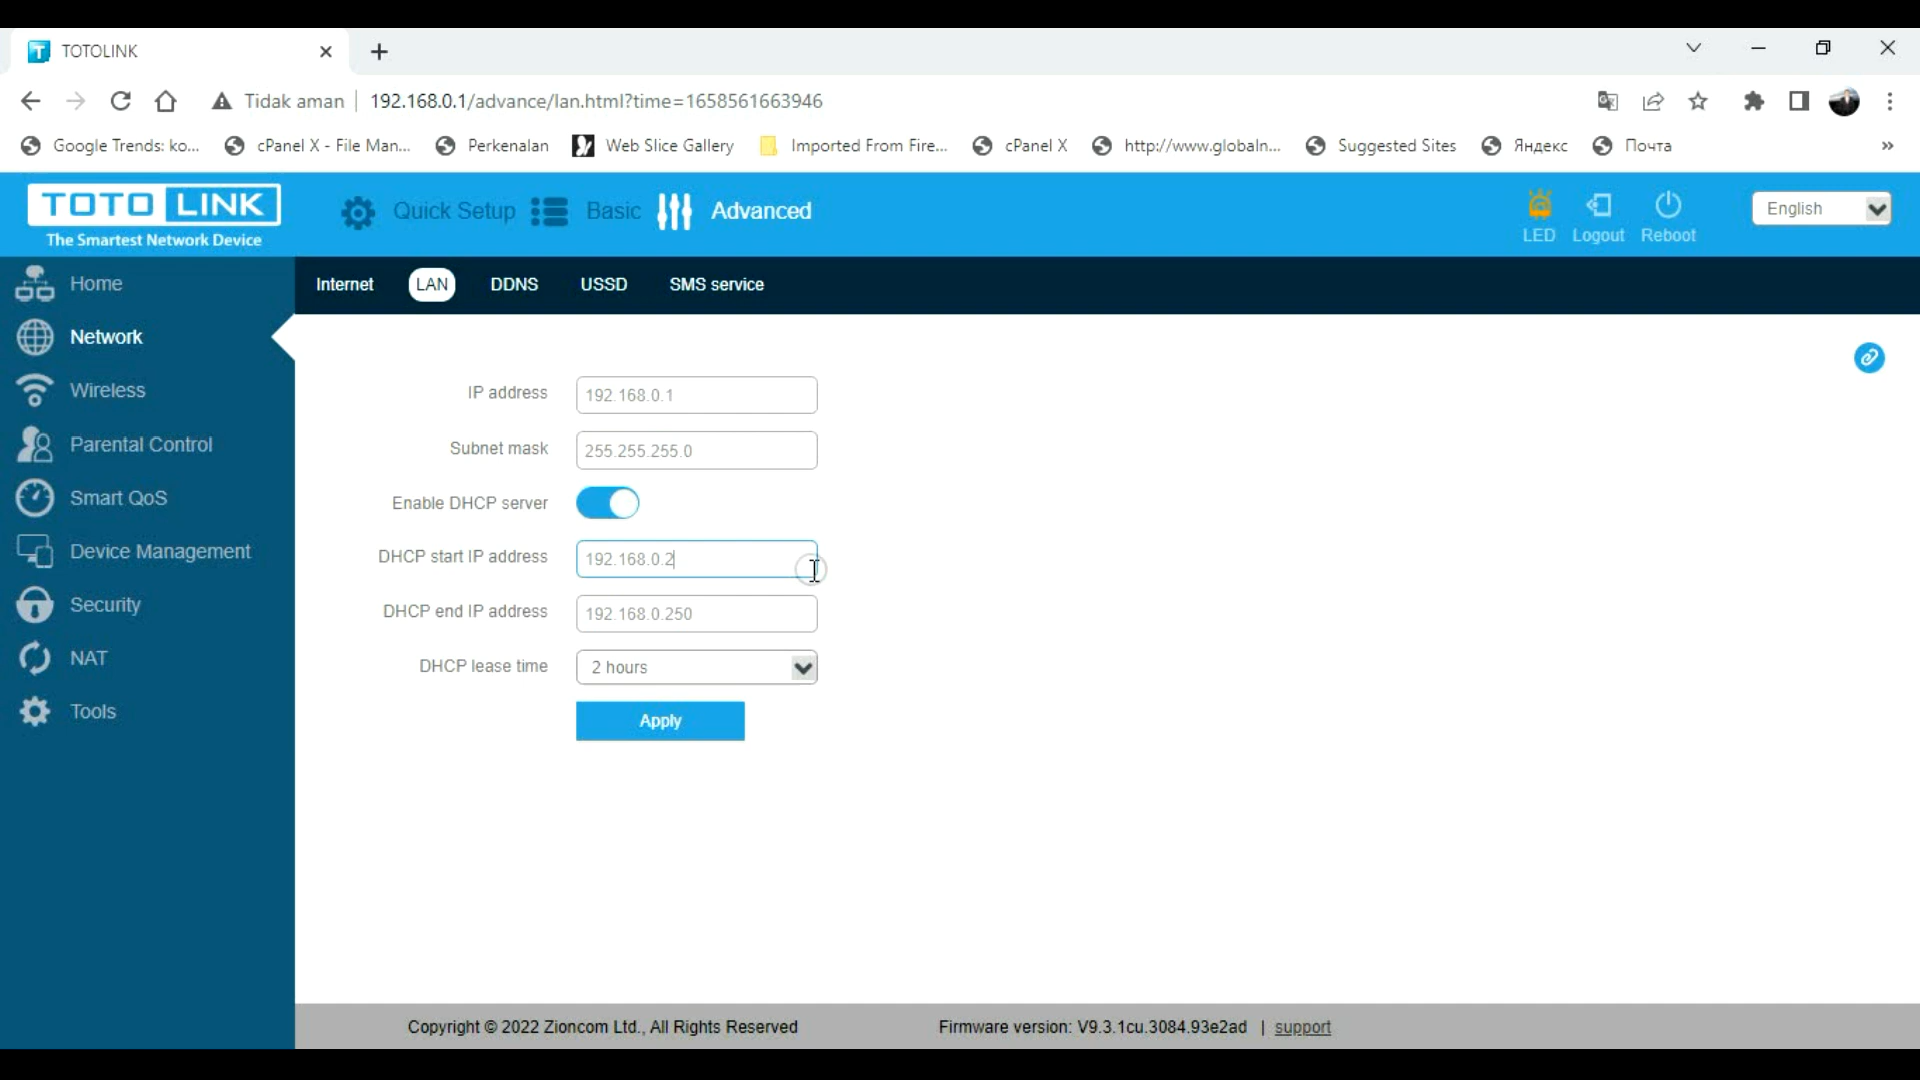 TOTOLINK
Tidak aman
192.168.0.1/advance/lan.html?time=1658561663946
Google Trends: ko...
cPanel X - File Man...
Perkenalan
Web Slice Gallery
Imported From Fire...
cPanel X
http://www.globaln...
Suggested Sites
Яндекс
Почта
»
TOTO LINK
The Smartest Network Device
Quick Setup
Basic
Advanced
LED
Logout
Reboot
English
Home
Network
Wireless
Parental Control
Smart QoS
Device Management
Security
NAT
Tools
Internet
LAN
DDNS
USSD
SMS service
IP address
192.168.0.1
Subnet mask
255.255.255.0
Enable DHCP server
DHCP start IP address
192.168.0.2
DHCP end IP address
192.168.0.250
DHCP lease time
2 hours
Apply
Copyright © 2022 Zioncom Ltd., All Rights Reserved
Firmware version: V9.3.1cu.3084.93e2ad | support